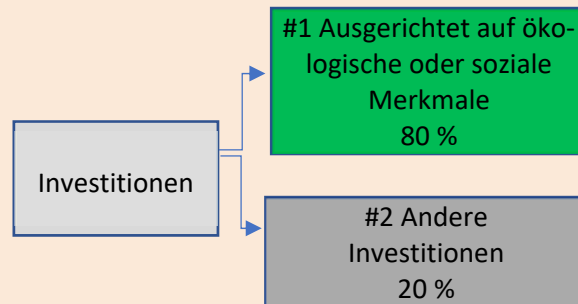 #1 Ausgerichtet auf öko-
logische oder soziale
Merkmale
80 %
Investitionen
#2 Andere
Investitionen
20 %